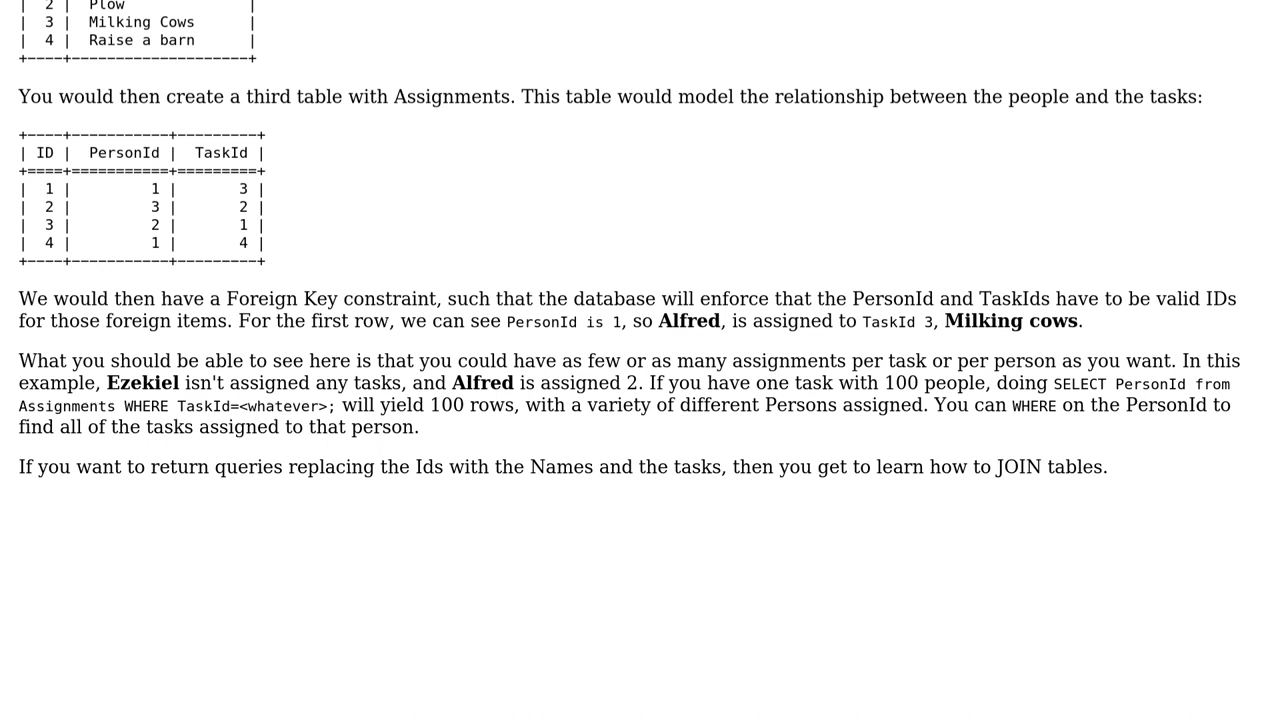 |  2 |  Plow              |
|  3 |  Milking Cows      |
|  4 |  Raise a barn      |
+----+--------------------+
You would then create a third table with Assignments. This table would model the relationship between the people and the tasks:
+----+-----------+---------+
| ID |  PersonId |  TaskId |
+====+===========+=========+
|  1 |         1 |       3 |
|  2 |         3 |       2 |
|  3 |         2 |       1 |
|  4 |         1 |       4 |
+----+-----------+---------+
We would then have a Foreign Key constraint, such that the database will enforce that the PersonId and TaskIds have to be valid IDs
for those foreign items. For the first row, we can see PersonId is 1, so Alfred, is assigned to TaskId 3, Milking cows.
What you should be able to see here is that you could have as few or as many assignments per task or per person as you want. In this
example, Ezekiel isn't assigned any tasks, and Alfred is assigned 2. If you have one task with 100 people, doing SELECT PersonId from
Assignments WHERE TaskId=<whatever>; will yield 100 rows, with a variety of different Persons assigned. You can WHERE on the PersonId to
find all of the tasks assigned to that person.
If you want to return queries replacing the Ids with the Names and the tasks, then you get to learn how to JOIN tables.